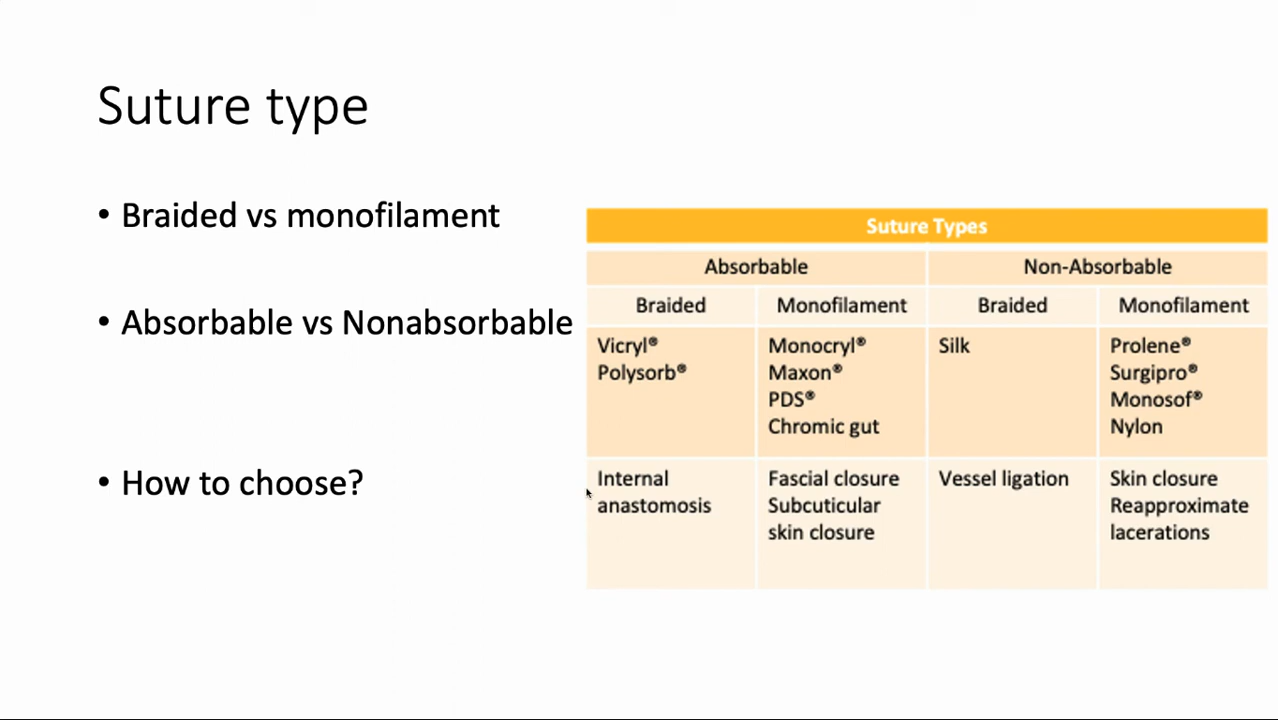 Suture type
• Braided vs monofilament
• Absorbable vs Nonabsorbable
• How to choose?
Suture Types
Absorbable Non-Absorbable
Braided Monofilament Braided Monofilament
Vicryl® Monocryl® Silk Prolene®
Polysorb® Maxon® Surgipro®
PDS® Monosof®
Chromic gut Nylon
Internal Fascial closure Vessel ligation Skin closure
anastomosis Subcuticular Reapproximate
skin closure lacerations